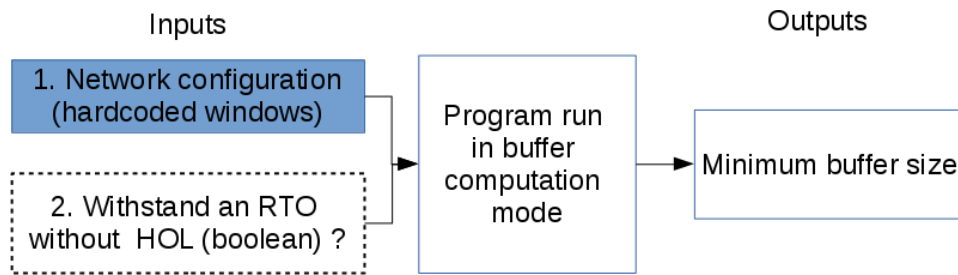 Inputs
Outputs
1. Network configuration
(hardcoded windows)
2. Withstand an RTO
without HOL (boolean) ?
Program run
in buffer
computation
mode
Minimum buffer size